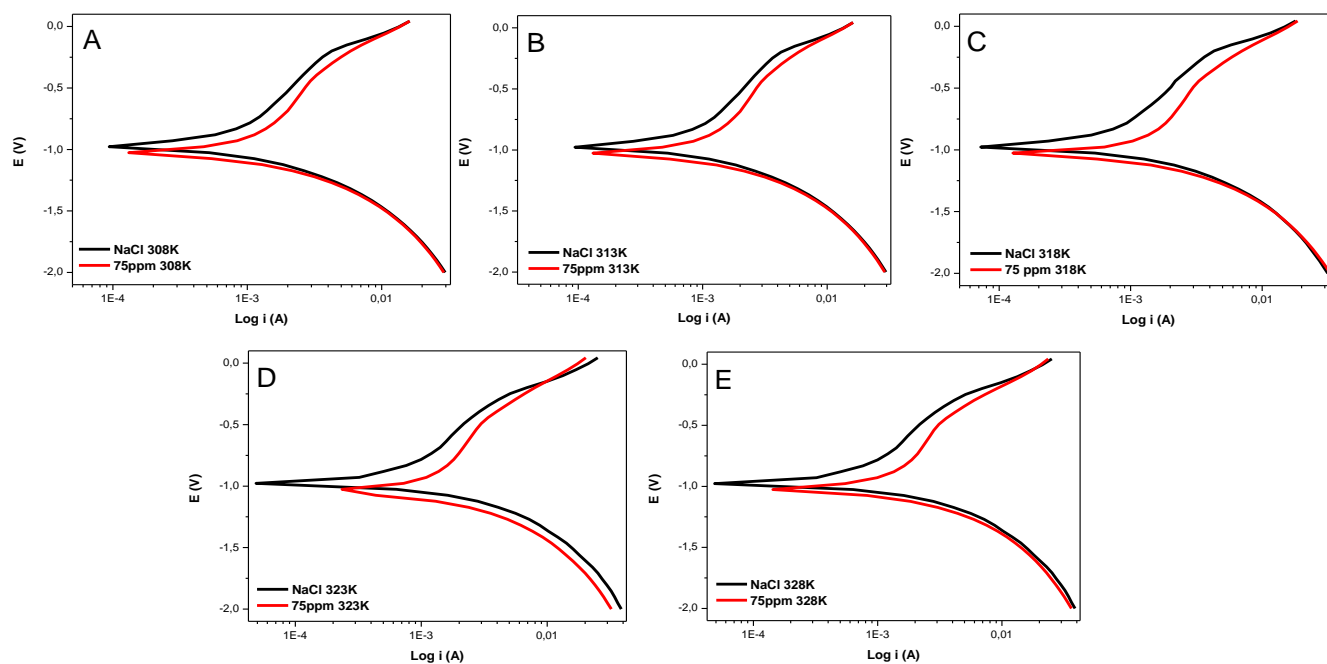 A
0,0
-0,5
-1,0
-1,5
-2,0
E (V)
NaCl 308K
75ppm 308K
1E-4
1E-3
0,01
Log i (A)
B
0,0
-0,5
-1,0
-1,5
-2,0
E (V)
NaCl 313K
75ppm 313K
1E-4
1E-3
0,01
Log i (A)
C
0,0
-0,5
-1,0
-1,5
-2,0
E (V)
NaCl 318K
75 ppm 318K
1E-4
1E-3
0,01
Log i (A)
D
0,0
-0,5
-1,0
-1,5
-2,0
E (V)
NaCl 323K
75ppm 323K
1E-4
1E-3
0,01
Log i (A)
E
0,0
-0,5
-1,0
-1,5
-2,0
E (V)
NaCl 328K
75ppm 328K
1E-4
1E-3
0,01
Log i (A)